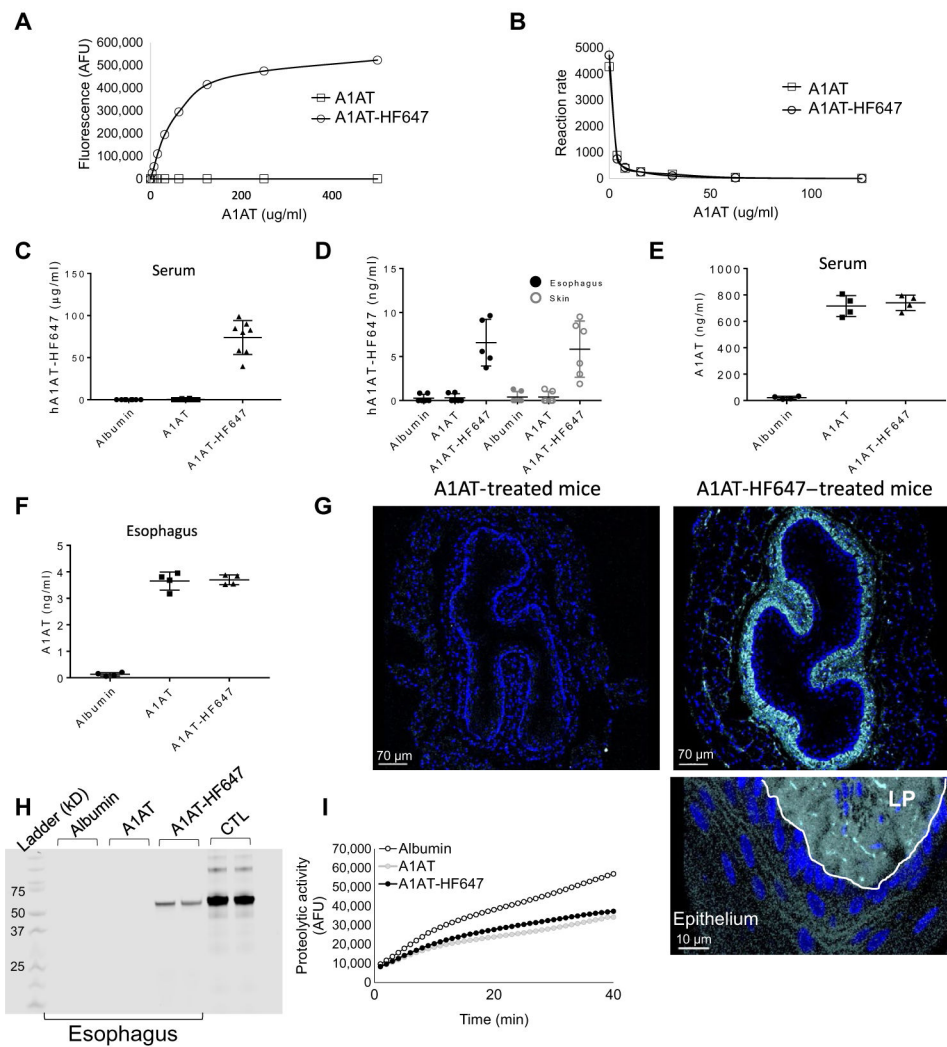 A
Fluorescence (AFU)
600,000
500,000
400,000
300,000
200,000
100,000
0
0
200
400
A1AT (ug/ml)
A1AT
A1AT-HF647
B
Reaction rate
5000
4000
3000
2000
1000
0
0
50
100
A1AT (ug/ml)
A1AT
A1AT-HF647
C
Serum
hA1AT-HF647 (µg/ml)
150
100
50
0
Albumin
A1AT
A1AT-HF647
D
hA1AT-HF647 (ng/ml)
15
10
5
0
Esophagus
Skin
Albumin
A1AT
A1AT-HF647
Albumin
A1AT
A1AT-HF647
E
Serum
A1AT (ng/ml)
1000
800
600
400
200
0
Albumin
A1AT
A1AT-HF647
F
Esophagus
A1AT (ng/ml)
5
4
3
2
1
0
Albumin
A1AT
A1AT-HF647
G
A1AT-treated mice
A1AT-HF647–treated mice
70 µm
70 µm
LP
Epithelium
10 µm
H
Ladder (kD)
Albumin
A1AT
A1AT-HF647
CTL
75
50
37
25
Esophagus
I
Proteolytic activity
(AFU)
70,000
60,000
50,000
40,000
30,000
20,000
10,000
0
0
20
40
Time (min)
Albumin
A1AT
A1AT-HF647